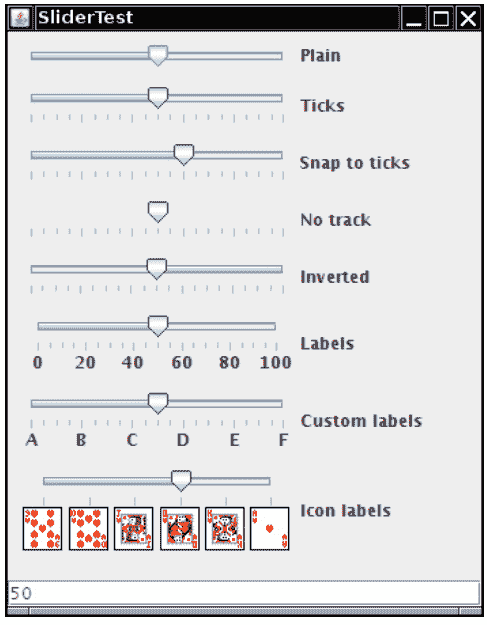 SliderTest
Plain
Ticks
Snap to ticks
No track
Inverted
Labels
0 20 40 60 80 100
Custom labels
A B C D E F
Icon labels
50